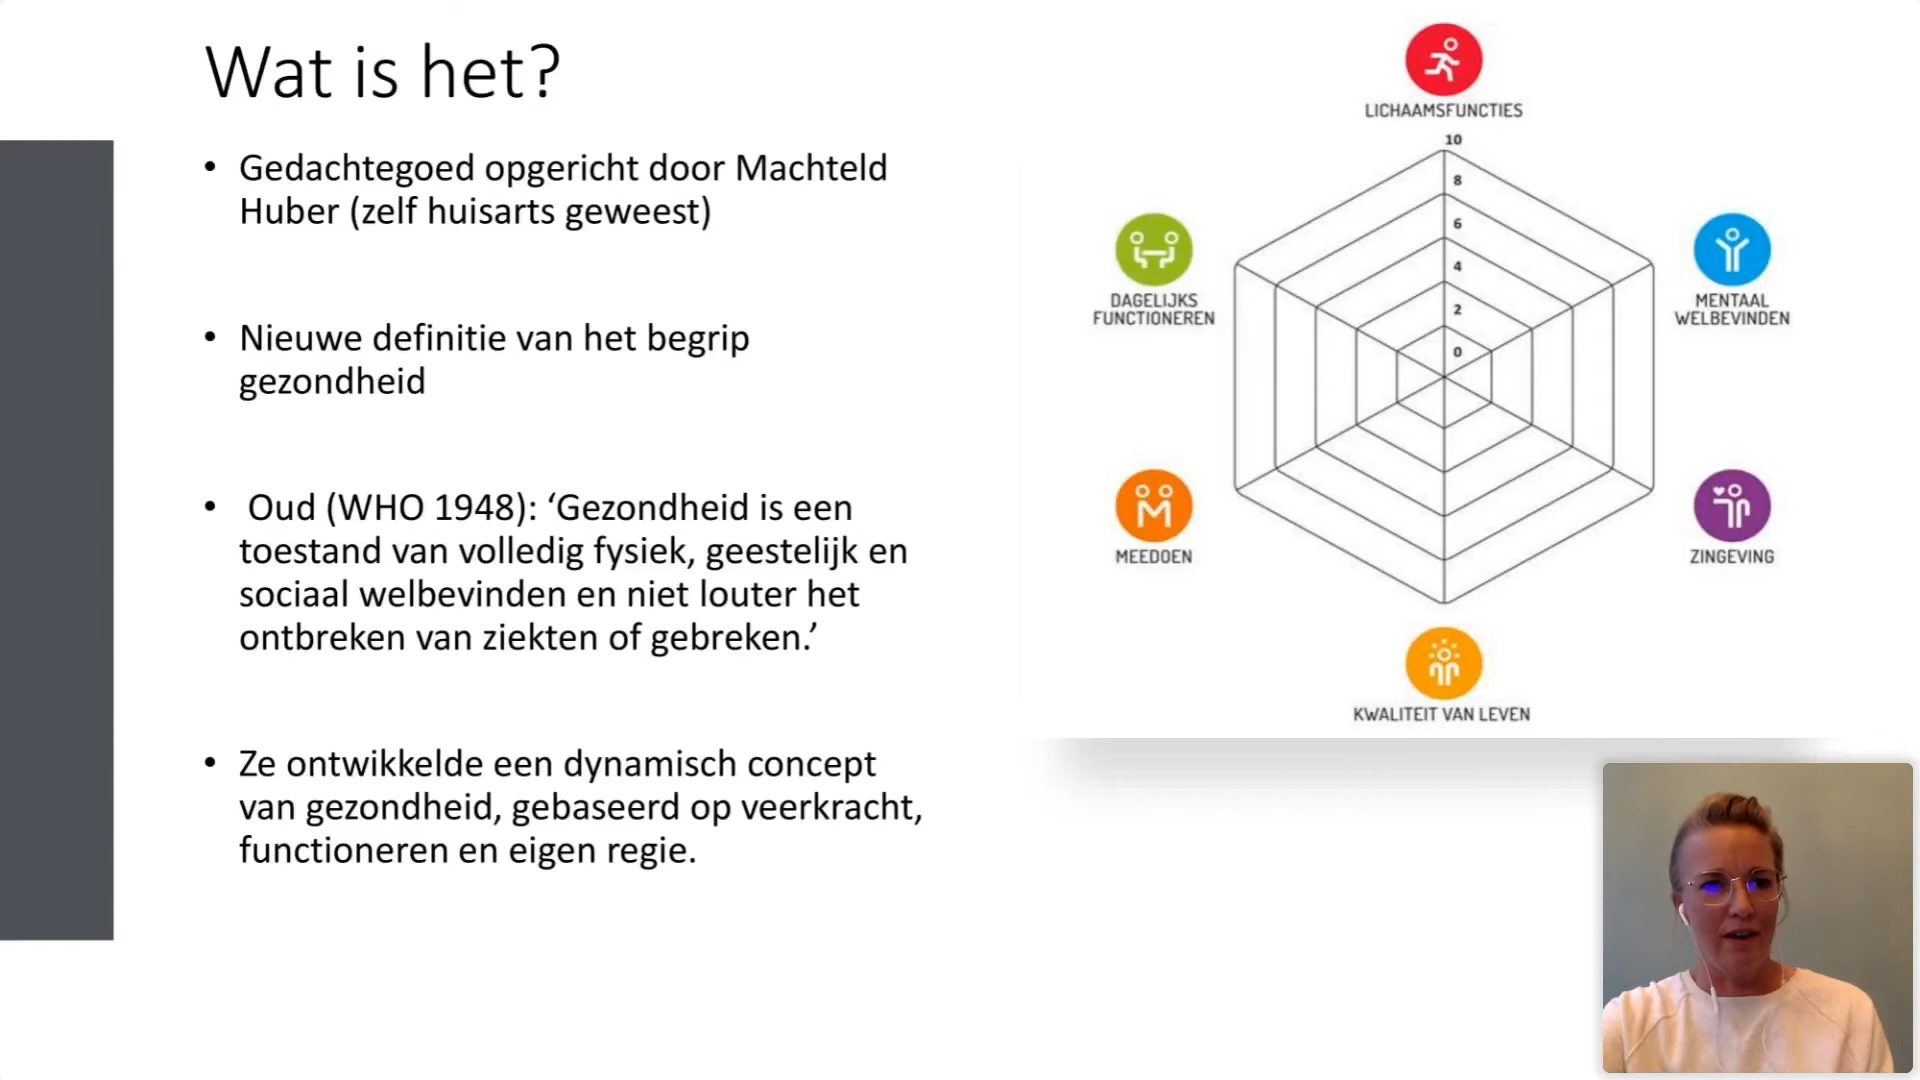 Wat is het?
• Gedachtegoed opgericht door Machteld
Huber (zelf huisarts geweest)
• Nieuwe definitie van het begrip
gezondheid
• Oud (WHO 1948): ‘Gezondheid is een
toestand van volledig fysiek, geestelijk en
sociaal welbevinden en niet louter het
ontbreken van ziekten of gebreken.’
• Ze ontwikkelde een dynamisch concept
van gezondheid, gebaseerd op veerkracht,
functioneren en eigen regie.
LICHAAMSFUNCTIES
10
8
6
4
2
0
DAGELIJKS
FUNCTIONEREN
MENTAAL
WELBEVINDEN
MEEDOEN
ZINGEVING
KWALITEIT VAN LEVEN